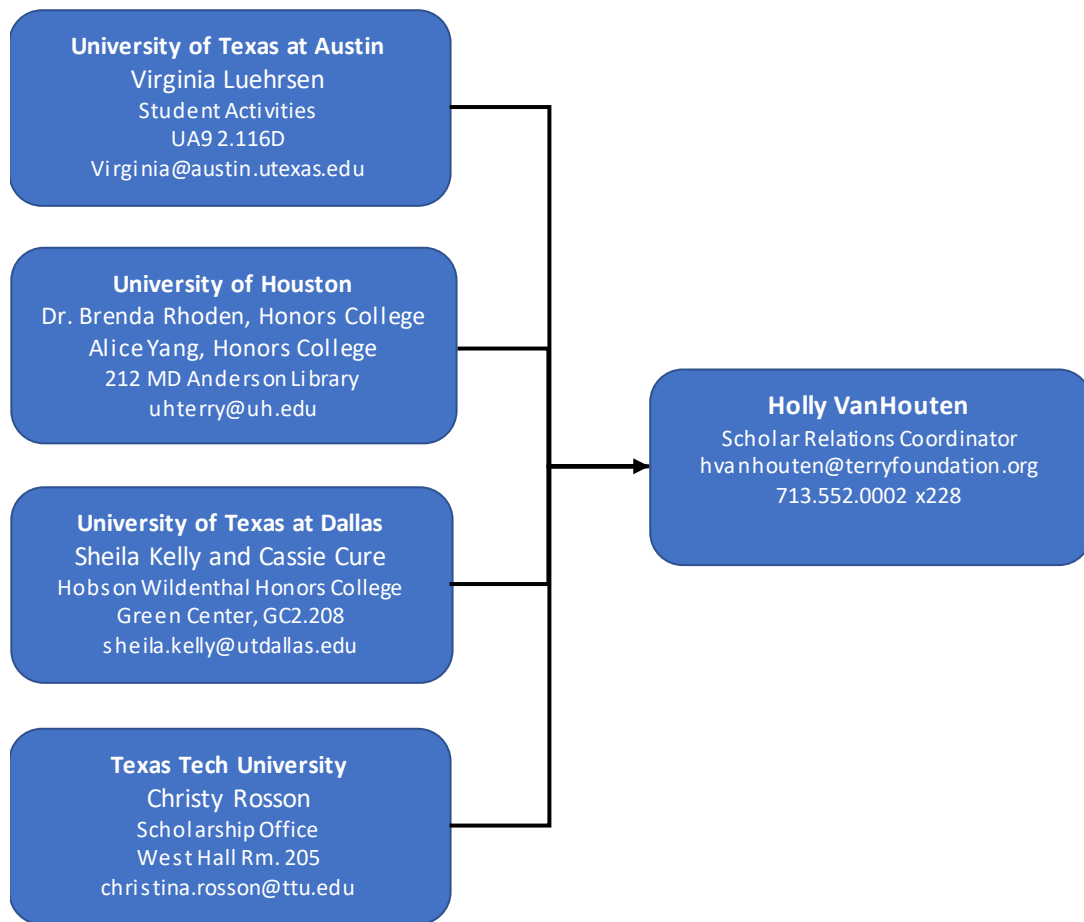 University of Texas at Austin
Virginia Luehrsen
Student Activities
UA9 2.116D
Virginia@austin.utexas.edu
University of Houston
Dr. Brenda Rhoden, Honors College
Alice Yang, Honors College
212 MD Anderson Library
uhterry@uh.edu
University of Texas at Dallas
Sheila Kelly and Cassie Cure
Hobson Wildenthal Honors College
Green Center, GC2.208
sheila.kelly@utdallas.edu
Texas Tech University
Christy Rosson
Scholarship Office
West Hall Rm. 205
christina.rosson@ttu.edu
Holly VanHouten
Scholar Relations Coordinator
hvanhouten@terryfoundation.org
713.552.0002 x228